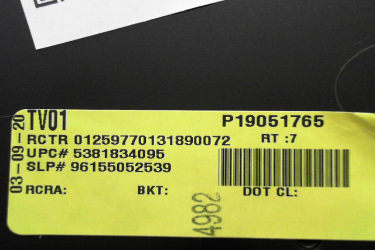 TV01 P19051765
RCTR 01259770131890072 RT :7
UPC# 5381834095
SLP# 96155052539
RCRA: BKT: DOT CL:
03-09-20
4982